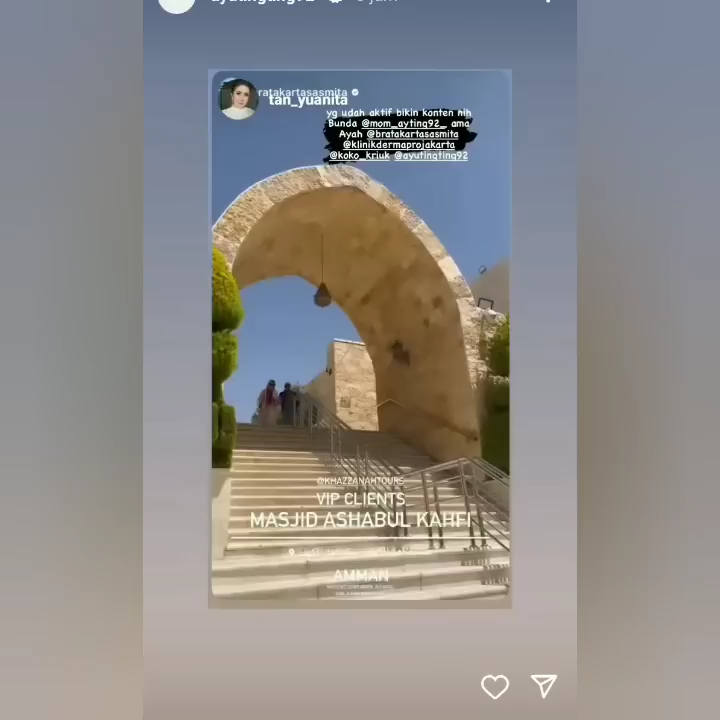 bratakartasasmita
tan_yuanita
yg udah aktif bikin konten nih
Bunda @mom_ayting92_ ama
Ayah @bratakartasasmita
@klinikdermaprojakarta
@koko_kriuk @ayutingting92
@KHAZZANAHTOURS
VIP CLIENTS
MASJID ASHABUL KAHFI
AMMAN